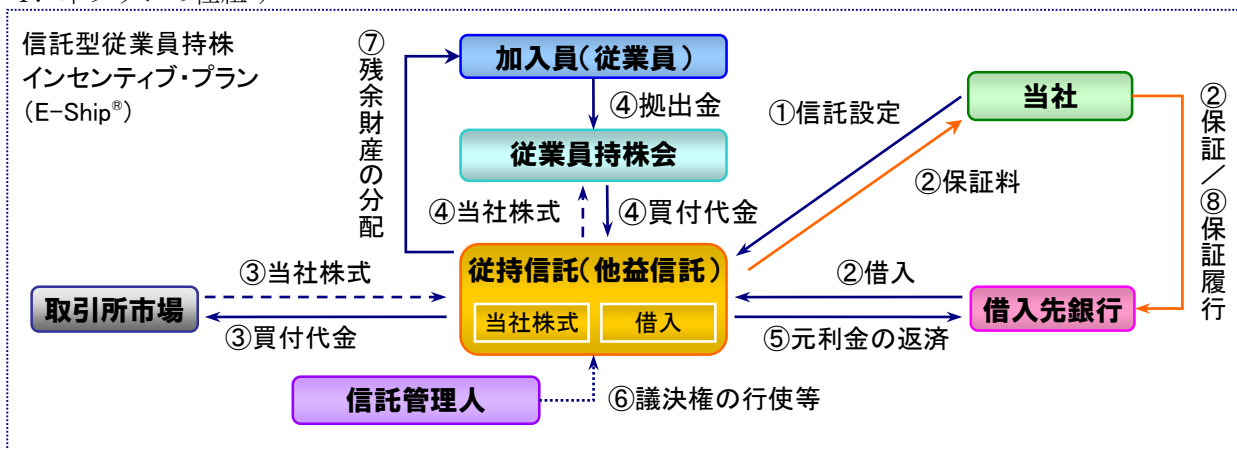 信託型従業員持株
インセンティブ・プラン
（E-Ship®）
⑦残余財産の分配
加入員（従業員）
④拠出金
従業員持株会
④当社株式
④買付代金
①信託設定
当社
②保証料
②保証／⑧保証履行
③当社株式
取引所市場
③買付代金
従持信託（他益信託）
当社株式
借入
②借入
借入先銀行
⑤元利金の返済
信託管理人
⑥議決権の行使等